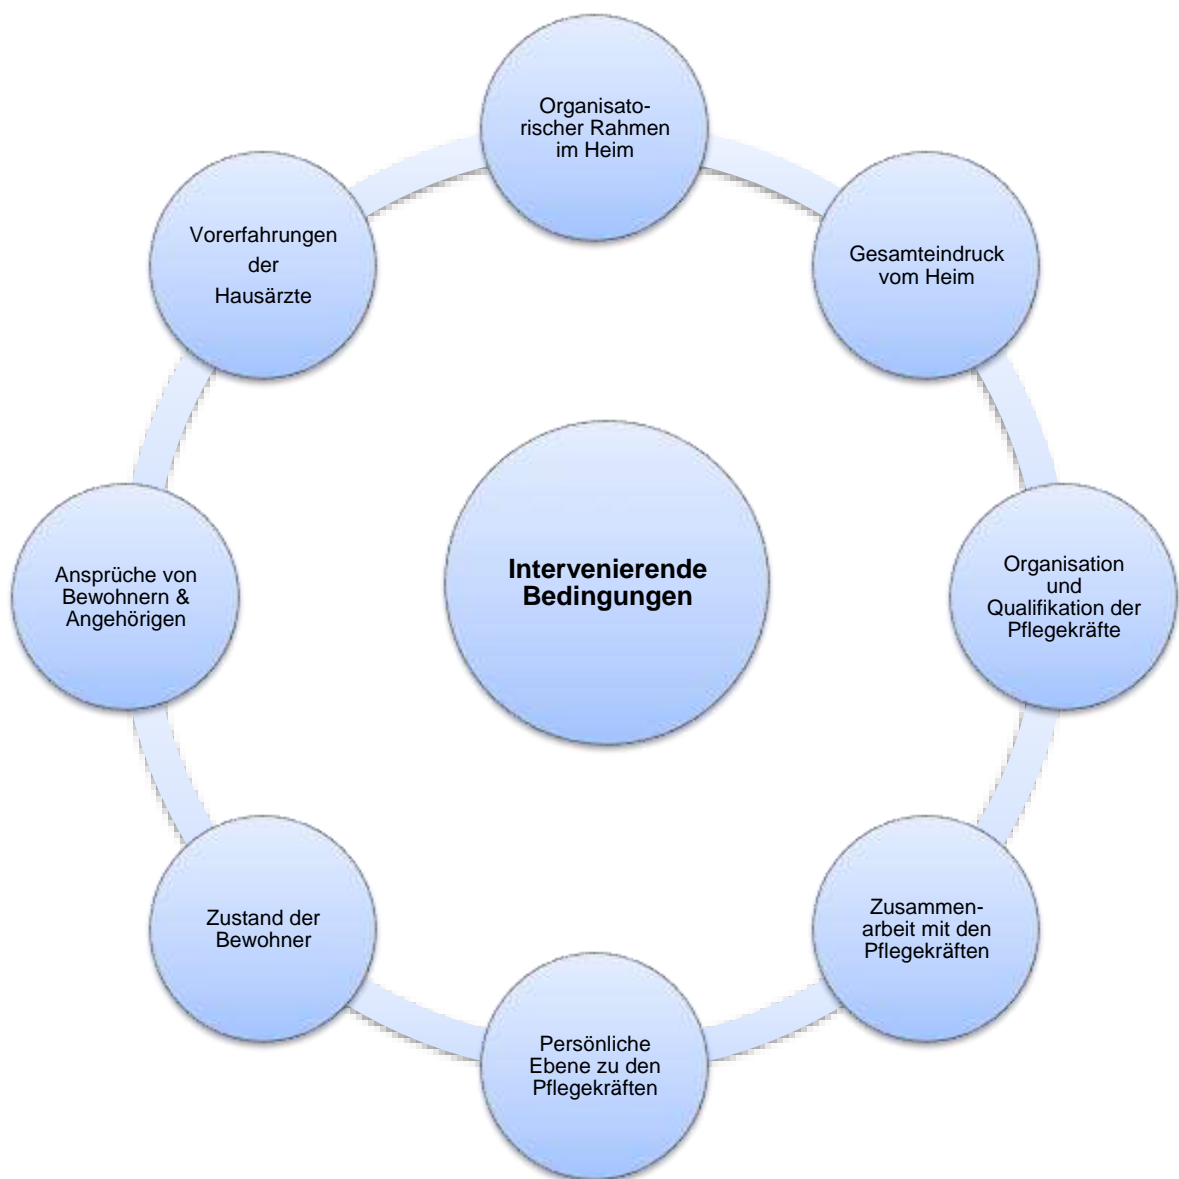 Organisato-
rischer Rahmen
im Heim
Gesamteindruck
vom Heim
Organisation
und
Qualifikation der
Pflegekräfte
Zusammen-
arbeit mit den
Pflegekräften
Persönliche
Ebene zu den
Pflegekräften
Zustand der
Bewohner
Ansprüche von
Bewohnern &
Angehörigen
Vorerfahrungen
der
Hausärzte
Intervenierende
Bedingungen